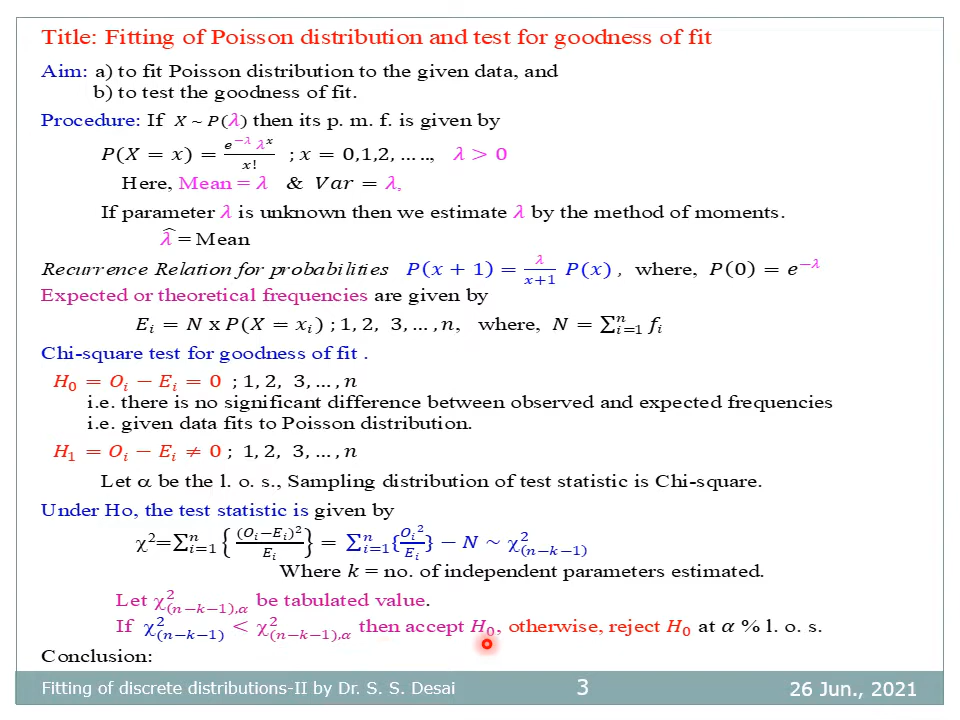 Title: Fitting of Poisson distribution and test for goodness of fit
Aim: a) to fit Poisson distribution to the given data, and
b) to test the goodness of fit.
Procedure: If X ~ P(λ) then its p. m. f. is given by
P(X = x) = e^{−λ} λ^x / x! ; x = 0,1,2, … .., λ > 0
Here, Mean = λ & Var = λ,
If parameter λ is unknown then we estimate λ by the method of moments.
λ̂ = Mean
Recurrence Relation for probabilities P(x + 1) = λ/(x+1) P(x) , where, P(0) = e^{−λ}
Expected or theoretical frequencies are given by
E_i = N x P(X = x_i) ; 1, 2, 3, … , n, where, N = ∑_{i=1}^{n} f_i
Chi-square test for goodness of fit .
H_0 = O_i − E_i = 0 ; 1, 2, 3, … , n
i.e. there is no significant difference between observed and expected frequencies
i.e. given data fits to Poisson distribution.
H_1 = O_i − E_i ≠ 0 ; 1, 2, 3, … , n
Let α be the l. o. s., Sampling distribution of test statistic is Chi-square.
Under Ho, the test statistic is given by
χ²=∑_{i=1}^{n} { (O_i−E_i)² / E_i } = ∑_{i=1}^{n} {O_i² / E_i} − N ~ χ²_{(n−k−1)}
Where k = no. of independent parameters estimated.
Let χ²_{(n−k−1),α} be tabulated value.
If χ²_{(n−k−1)} < χ²_{(n−k−1),α} then accept H_0, otherwise, reject H_0 at α % l. o. s.
Conclusion:
Fitting of discrete distributions-II by Dr. S. S. Desai 3 26 Jun., 2021